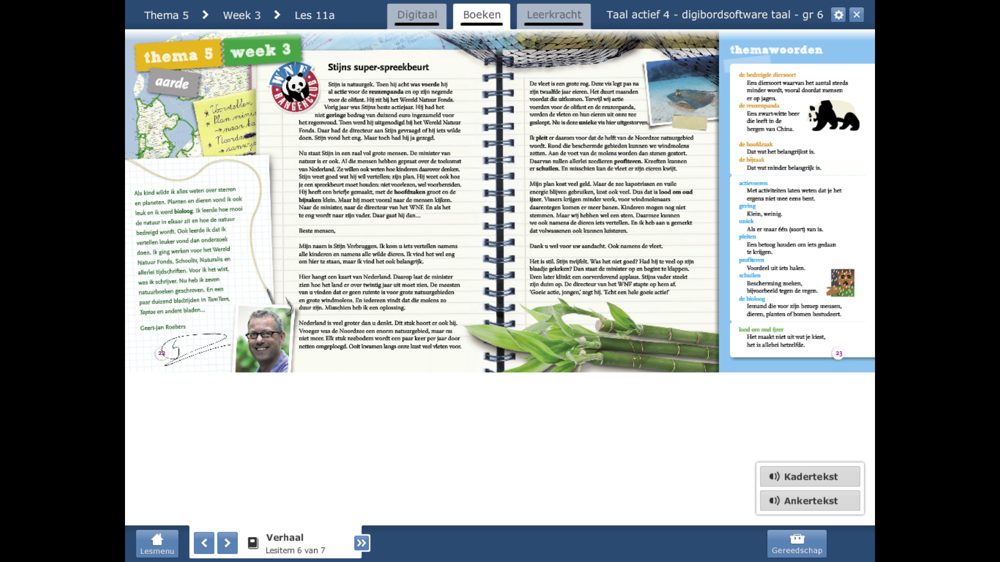 Thema 5
Week 3
Les 11a
Digitaal
Boeken
Leerkracht
Taal actief 4 - digibordsoftware taal - gr 6
thema 5
week 3
aarde
* Voorstellen
* Plan mini
→ naar ka
* Noord
→ aanwijz
WNF
RANGERCLUB
Als kind wilde ik alles weten over sterren
en planeten. Planten en dieren vond ik ook
leuk en ik werd bioloog. Ik leerde hoe mooi
de natuur in elkaar zit en hoe de natuur
bedreigd wordt. Ook leerde ik dat ik
vertellen leuker vond dan onderzoek
doen. Ik ging werken voor het Wereld
Natuur Fonds, Schooltv, Naturalis en
allerlei tijdschriften. Voor ik het wist,
was ik schrijver. Nu heb ik zeven
natuurboeken geschreven. En een
paar duizend bladzijden in TamTam,
Taptoe en andere bladen...
Geert-Jan Roebers
22
Stijns super-spreekbeurt
Stijn is natuurgek. Toen hij acht was voerde hij
al actie voor de reuzenpanda en op zijn negende
voor de olifant. Hij zit bij het Wereld Natuur Fonds.
Vorig jaar was Stijns beste actiejaar. Hij had het
niet geringe bedrag van duizend euro ingezameld voor
het regenwoud. Toen werd hij uitgenodigd bij het Wereld Natuur
Fonds. Daar had de directeur aan Stijn gevraagd of hij iets wilde
doen. Stijn vond het eng. Maar toch had hij ja gezegd.
Nu staat Stijn in een zaal vol grote mensen. De minister van
natuur is er ook. Al die mensen hebben gepraat over de toekomst
van Nederland. Ze willen ook weten hoe kinderen daarover denken.
Stijn weet goed wat hij wil vertellen: zijn plan. Hij weet ook hoe
je een spreekbeurt moet houden: niet voorlezen, wel voorbereiden.
Hij heeft een briefje gemaakt, met de hoofdzaken groot en de
bijzaken klein. Maar hij moet vooral naar de mensen kijken.
Naar de minister, naar de directeur van het WNF. En als het
te eng wordt naar zijn vader. Daar gaat hij dan...
Beste mensen,
Mijn naam is Stijn Verbruggen. Ik kom u iets vertellen namens
alle kinderen en namens alle wilde dieren. Ik vind het wel eng
om hier te staan, maar ik vind het ook belangrijk.
Hier hangt een kaart van Nederland. Daarop laat de minister
zien hoe het land er over twintig jaar uit moet zien. De meesten
van u vinden dat er geen ruimte is voor grote natuurgebieden
en grote windmolens. En iedereen vindt dat die molens zo
duur zijn. Misschien heb ik een oplossing.
Nederland is veel groter dan u denkt. Dit stuk hoort er ook bij.
Vroeger was de Noordzee een enorm natuurgebied, maar nu
niet meer. Elk stuk zeebodem wordt een paar keer per jaar door
netten omgeploegd. Ooit kwamen langs onze kust veel vleten voor.
De vleet is een grote rog. Deze vis legt pas na
zijn twaalfde jaar eieren. Het duurt maanden
voordat die uitkomen. Terwijl wij actie
voerden voor de olifant en de reuzenpanda,
werden de vleten en hun eieren uit onze zee
gesleept. Nu is deze unieke vis hier uitgestorven.
Ik pleit er daarom voor dat de helft van de Noordzee natuurgebied
wordt. Rond die beschermde gebieden kunnen we windmolens
zetten. Aan de voet van de molens worden dan stenen gestort.
Daarvan zullen allerlei zeedieren profiteren. Kreeften kunnen
er schuilen. En misschien kan de vleet er zijn eieren kwijt.
Mijn plan kost veel geld. Maar de zee kapotvissen en vuile
energie blijven gebruiken, kost ook veel. Dus dat is lood om oud
ijzer. Vissers krijgen minder werk, voor windmolenaars
daarentegen komen er meer banen. Kinderen mogen nog niet
stemmen. Maar wij hebben wel een stem. Daarmee kunnen
we ook namens de dieren iets vertellen. En ik heb aan u gemerkt
dat volwassenen ook kunnen luisteren.
Dank u wel voor uw aandacht. Ook namens de vleet.
Het is stil. Stijn twijfelt. Was het niet goed? Had hij te veel op zijn
blaadje gekeken? Dan staat de minister op en begint te klappen.
Even later klinkt een oorverdovend applaus. Stijns vader steekt
zijn duim op. De directeur van het WNF stapte op hem af.
'Goeie actie, jongen,' zegt hij. 'Echt een hele goeie actie!'
themawoorden
de bedreigde diersoort
Een diersoort waarvan het aantal steeds
minder wordt, vooral doordat mensen
er op jagen.
de reuzenpanda
Een zwart-witte beer
die leeft in de
bergen van China.
de hoofdzaak
Dat wat het belangrijkst is.
de bijzaak
Dat wat minder belangrijk is.
actievoeren
Met activiteiten laten weten dat je het
ergens niet mee eens bent.
gering
Klein, weinig.
uniek
Als er maar één (soort) van is.
pleiten
Een betoog houden om iets gedaan
te krijgen.
profiteren
Voordeel uit iets halen.
schuilen
Bescherming zoeken,
bijvoorbeeld tegen de regen.
de bioloog
Iemand die voor zijn beroep mensen,
dieren, planten of bomen bestudeert.
lood om oud ijzer
Het maakt niet uit wat je kiest,
het is allebei hetzelfde.
23
Kadertekst
Ankertekst
Lesmenu
Verhaal
Lesitem 6 van 7
Gereedschap